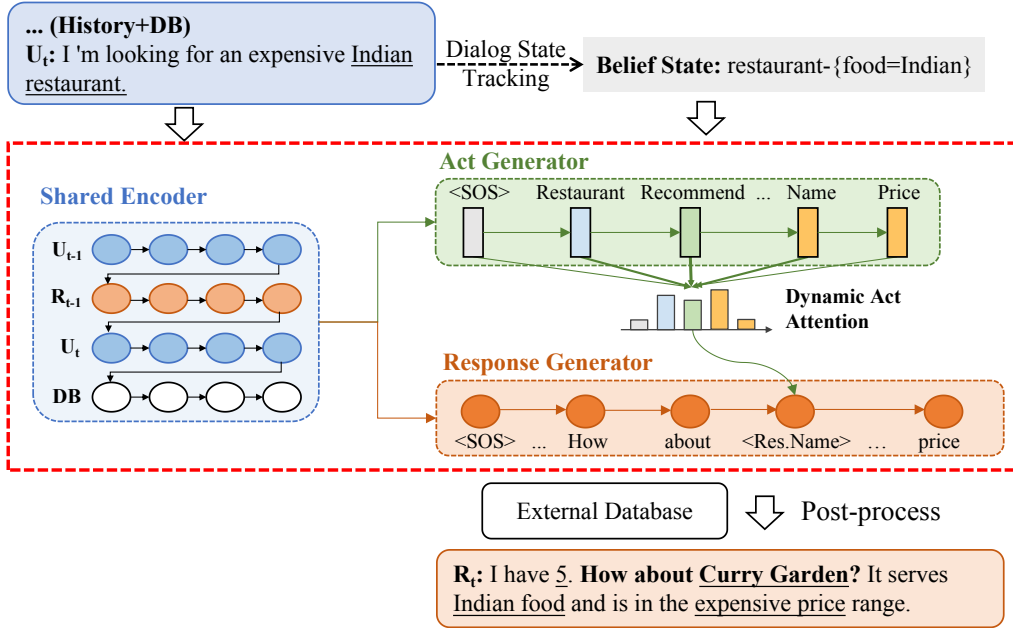 ... (History+DB)
Ut: I 'm looking for an expensive Indian
restaurant.
Dialog State
Tracking
Belief State: restaurant-{food=Indian}
Shared Encoder
Ut-1
Rt-1
Ut
DB
Act Generator
<SOS> Restaurant Recommend ... Name Price
Dynamic Act
Attention
Response Generator
<SOS> ... How about <Res.Name> ... price
External Database
Post-process
Rt: I have 5. How about Curry Garden? It serves
Indian food and is in the expensive price range.